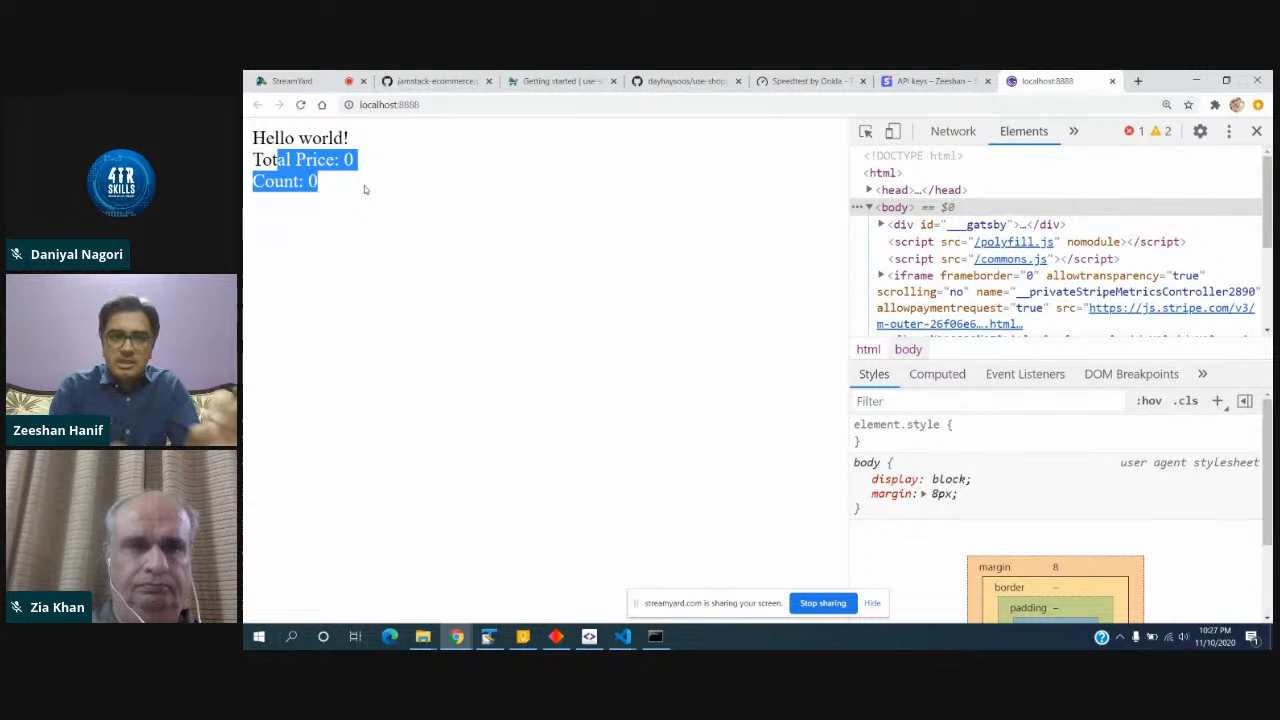 StreamYard
jamstack-ecommerce
Getting started | use-s
dayhaysoos/use-shop
Speedtest by Ookla - T
API keys – Zeeshan – S
localhost:8888
localhost:8888
Hello world!
Total Price: 0
Count: 0
Network
Elements
1
2
<!DOCTYPE html>
<html>
<head>…</head>
<body> == $0
<div id="___gatsby">…</div>
<script src="/polyfill.js" nomodule></script>
<script src="/commons.js"></script>
<iframe frameborder="0" allowtransparency="true"
scrolling="no" name="__privateStripeMetricsController2890"
allowpaymentrequest="true" src="https://js.stripe.com/v3/
m-outer-26f06e6….html…
html
body
Styles
Computed
Event Listeners
DOM Breakpoints
Filter
:hov
.cls
element.style {
}
body {
user agent stylesheet
display: block;
margin: 8px;
}
margin
8
border
–
padding
–
streamyard.com is sharing your screen.
Stop sharing
Hide
10:27 PM
11/10/2020
4IR
SKILLS
Daniyal Nagori
Zeeshan Hanif
Zia Khan